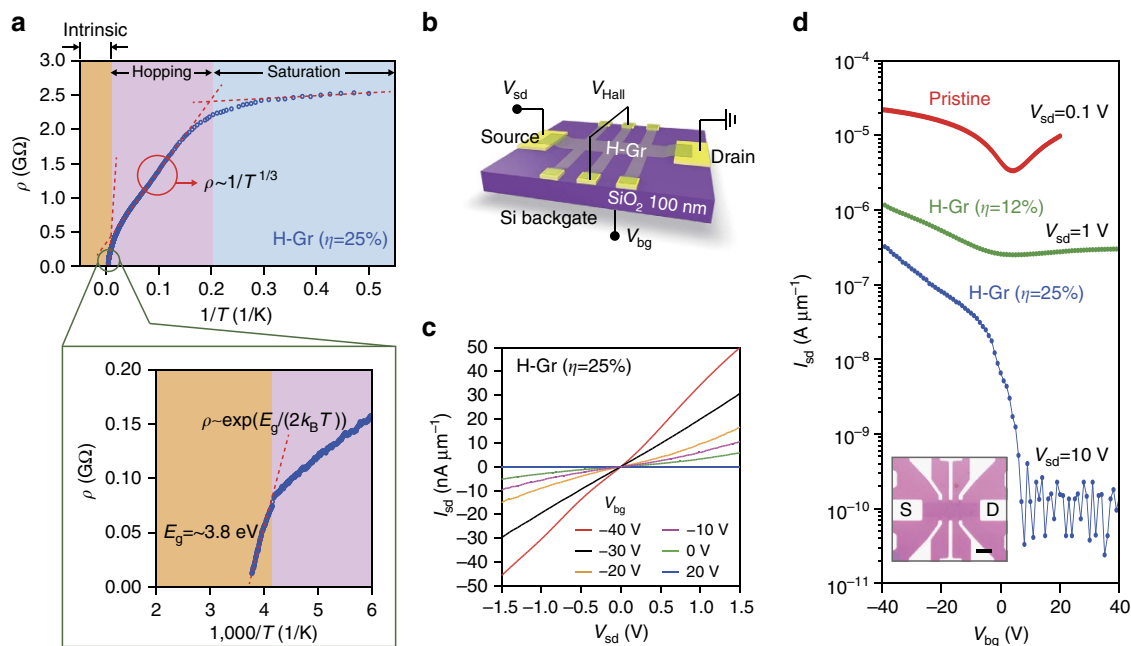 a
Intrinsic
Hopping
Saturation
3.0
2.5
2.0
1.5
1.0
0.5
0.0
ρ (GΩ)
ρ~1/T^{1/3}
H-Gr (η=25%)
0.0 0.1 0.2 0.3 0.4 0.5
1/T (1/K)
0.20
0.15
0.10
0.05
0.00
ρ (GΩ)
ρ~exp(E_g/(2k_BT))
E_g=~3.8 eV
2 3 4 5 6
1,000/T (1/K)
b
V_sd
V_Hall
Source
H-Gr
Drain
SiO₂ 100 nm
Si backgate
V_bg
c
50
40
30
20
10
0
−10
−20
−30
−40
−50
I_sd (nA μm⁻¹)
H-Gr (η=25%)
V_bg
−40 V
−30 V
−20 V
−10 V
0 V
20 V
−1.5 −1.0 −0.5 0.0 0.5 1.0 1.5
V_sd (V)
d
10⁻⁴
10⁻⁵
10⁻⁶
10⁻⁷
10⁻⁸
10⁻⁹
10⁻¹⁰
10⁻¹¹
I_sd (A μm⁻¹)
Pristine
V_sd=0.1 V
H-Gr (η=12%)
V_sd=1 V
H-Gr (η=25%)
V_sd=10 V
S
D
−40 −20 0 20 40
V_bg (V)